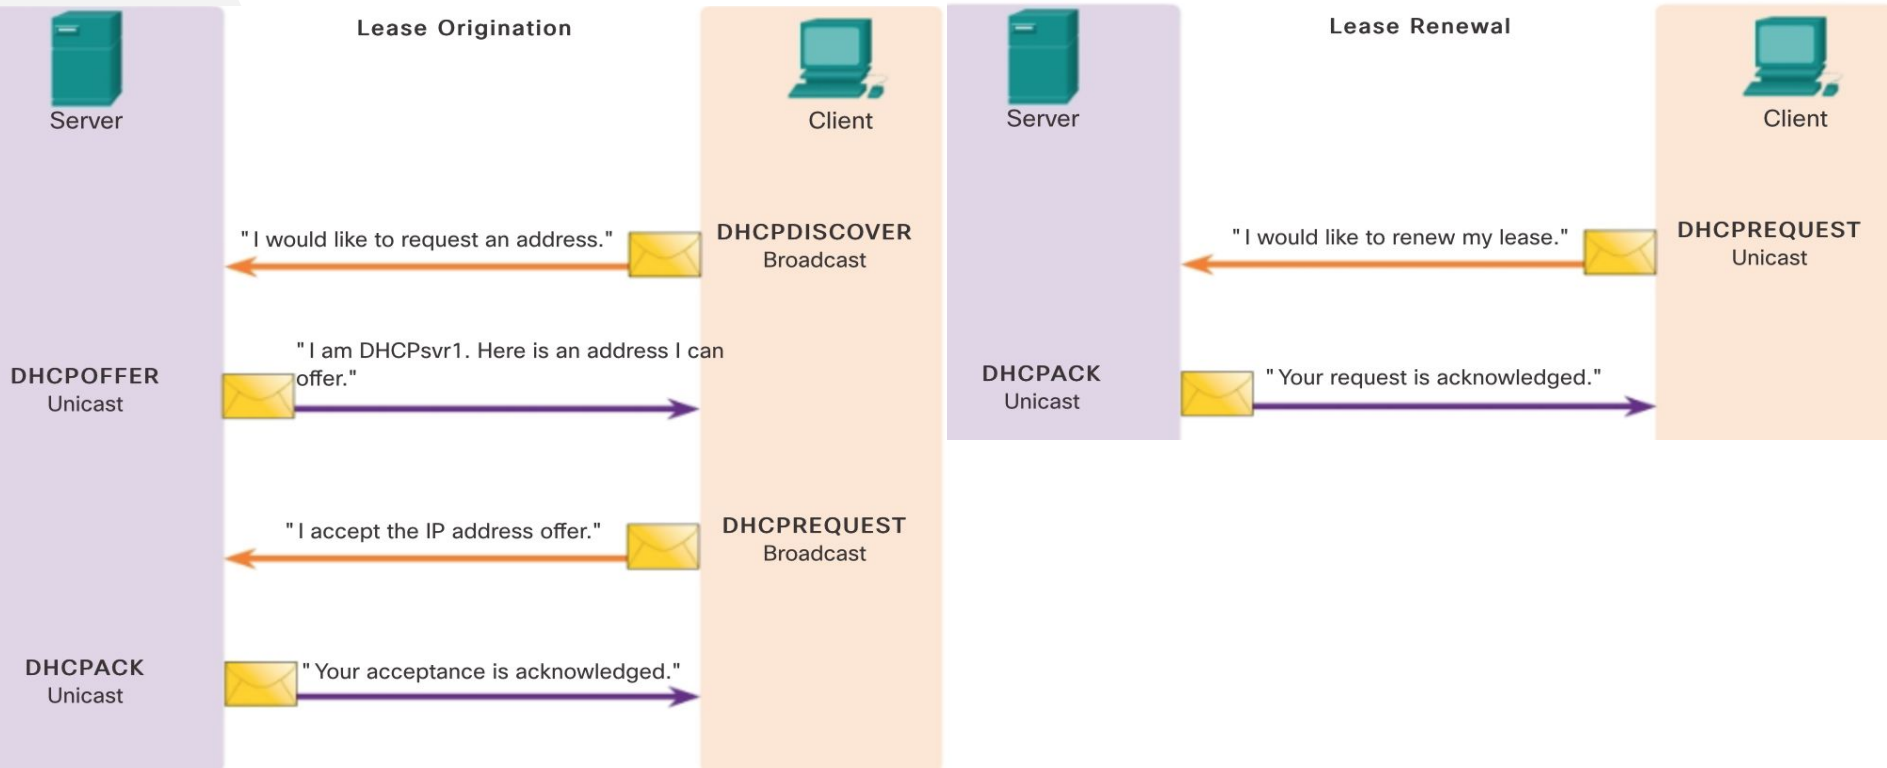 Lease Origination
Server
Client
"I would like to request an address."
DHCPDISCOVER
Broadcast
"I am DHCPsvr1. Here is an address I can
offer."
DHCPOFFER
Unicast
"I accept the IP address offer."
DHCPREQUEST
Broadcast
DHCPACK
Unicast
"Your acceptance is acknowledged."
Lease Renewal
Server
Client
"I would like to renew my lease."
DHCPREQUEST
Unicast
DHCPACK
Unicast
"Your request is acknowledged."